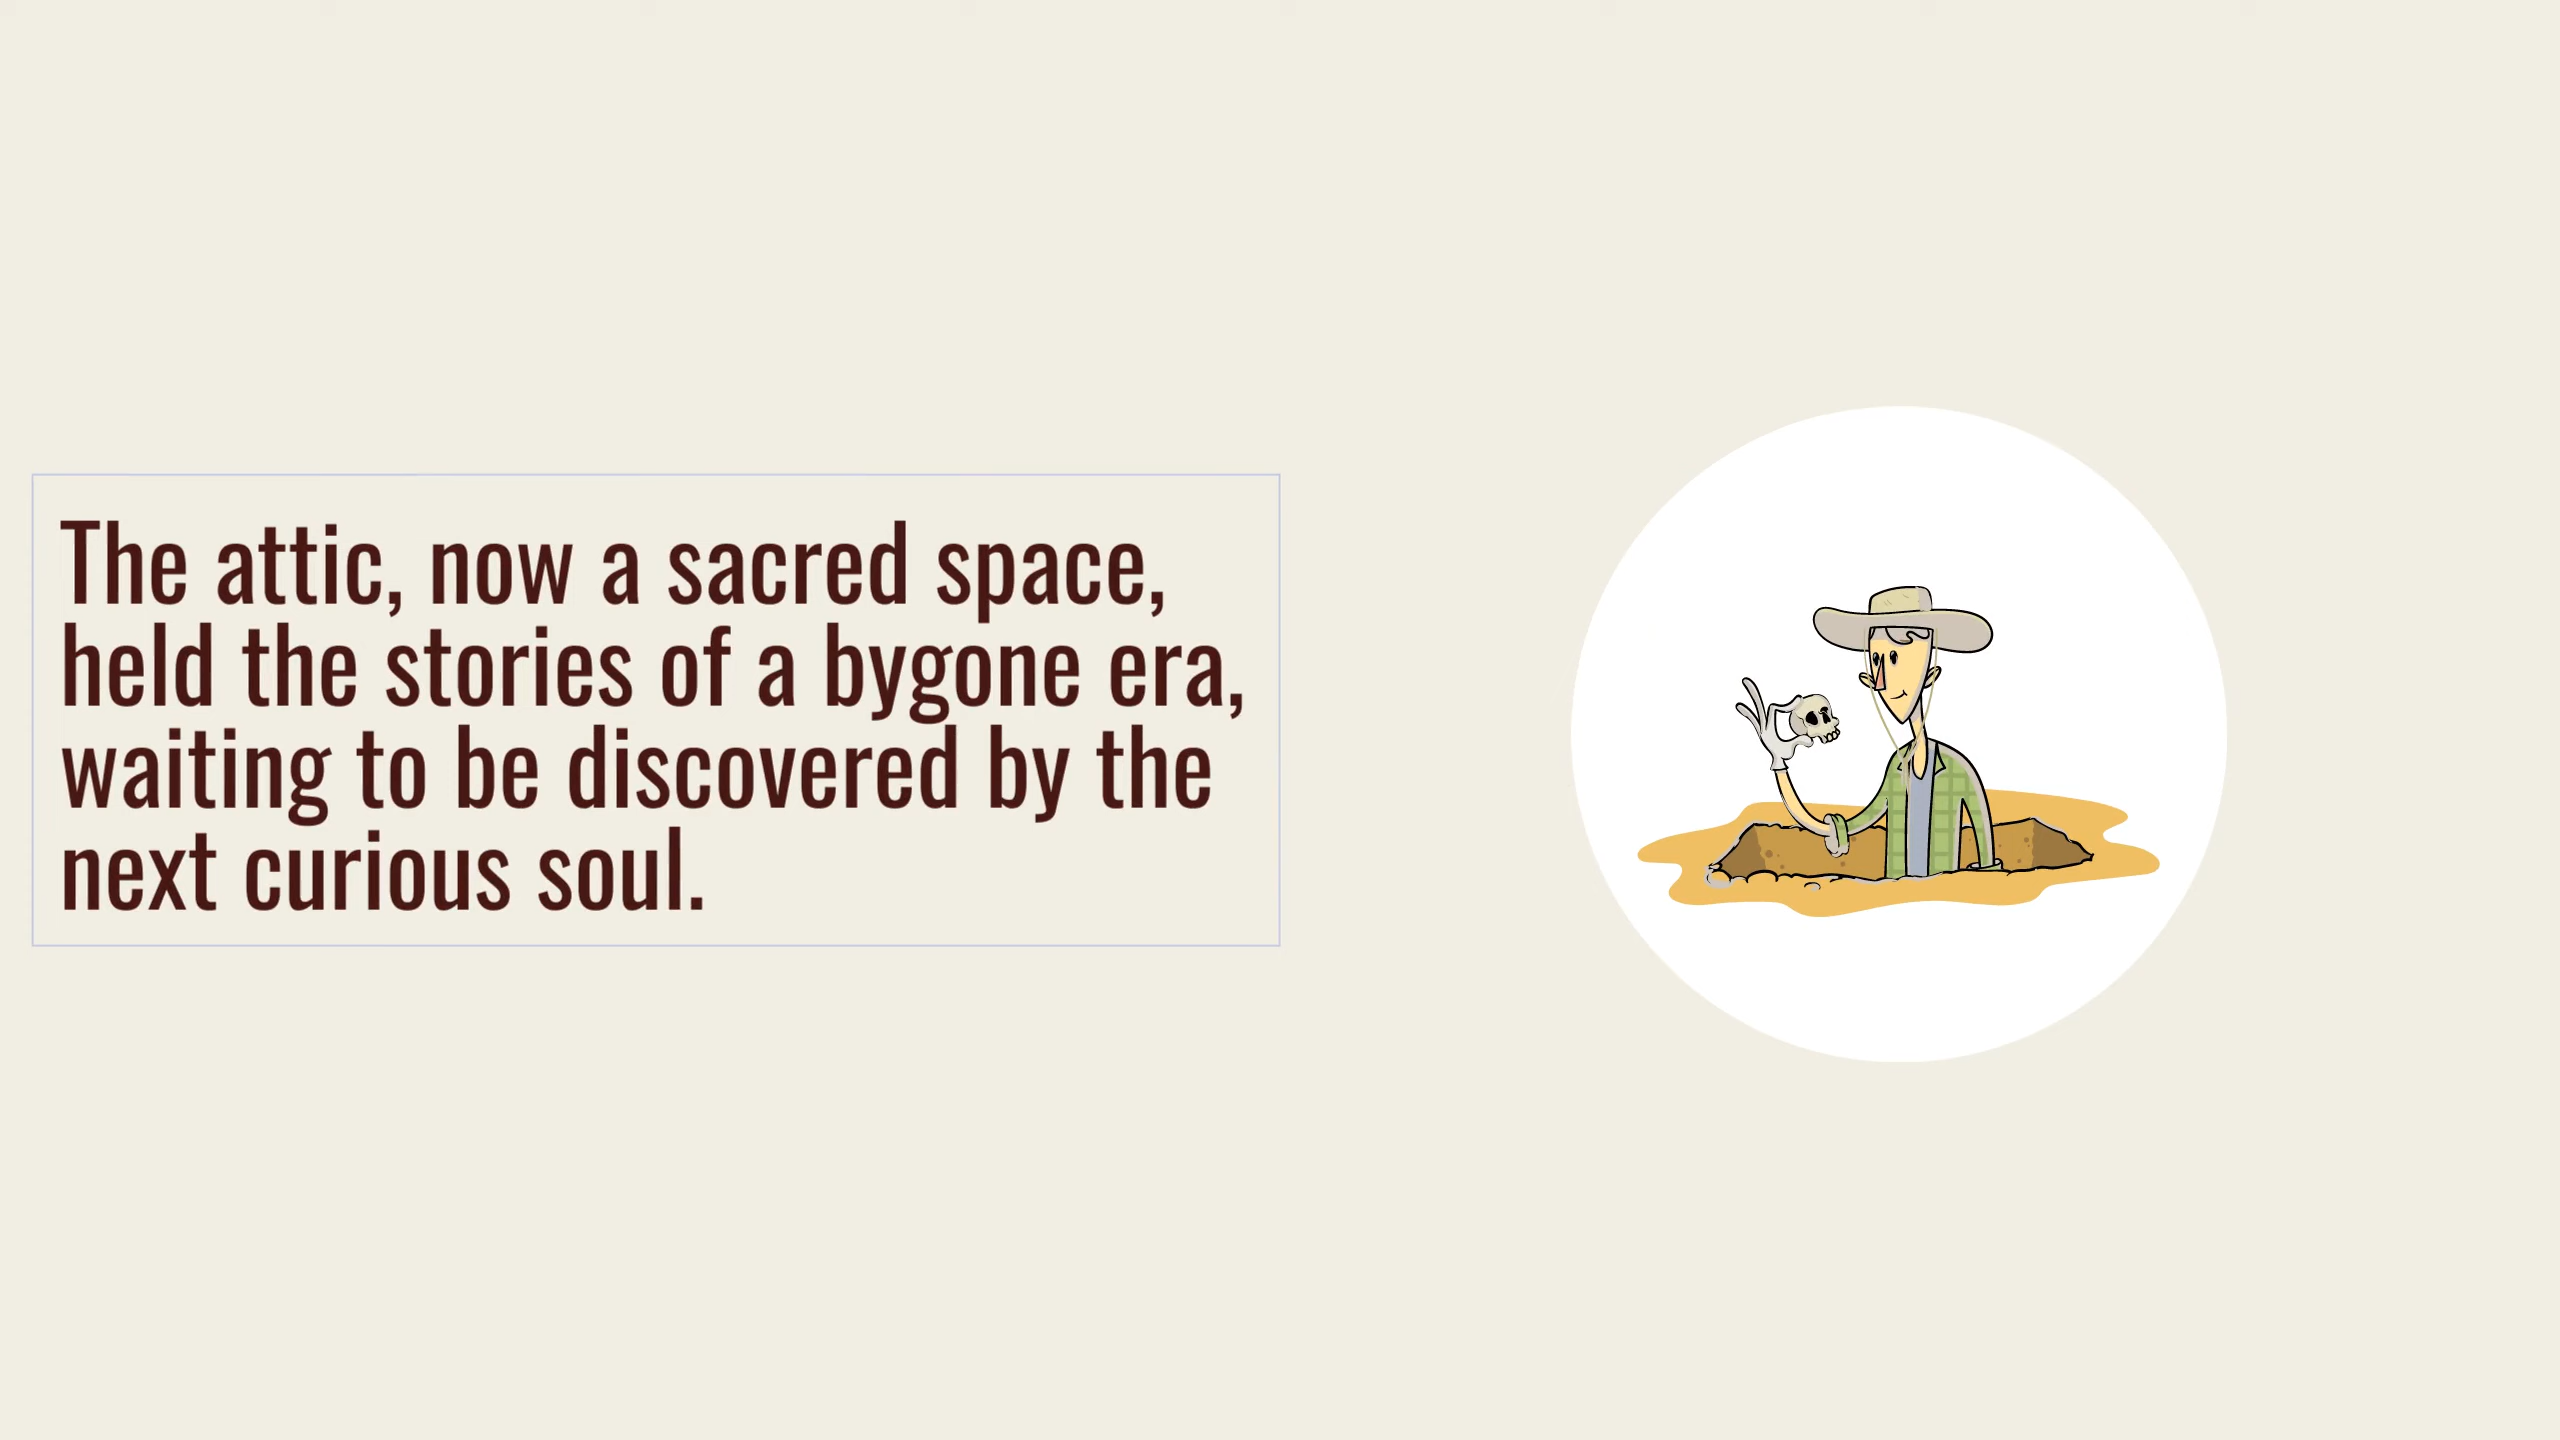 The attic, now a sacred space,
held the stories of a bygone era,
waiting to be discovered by the
next curious soul.